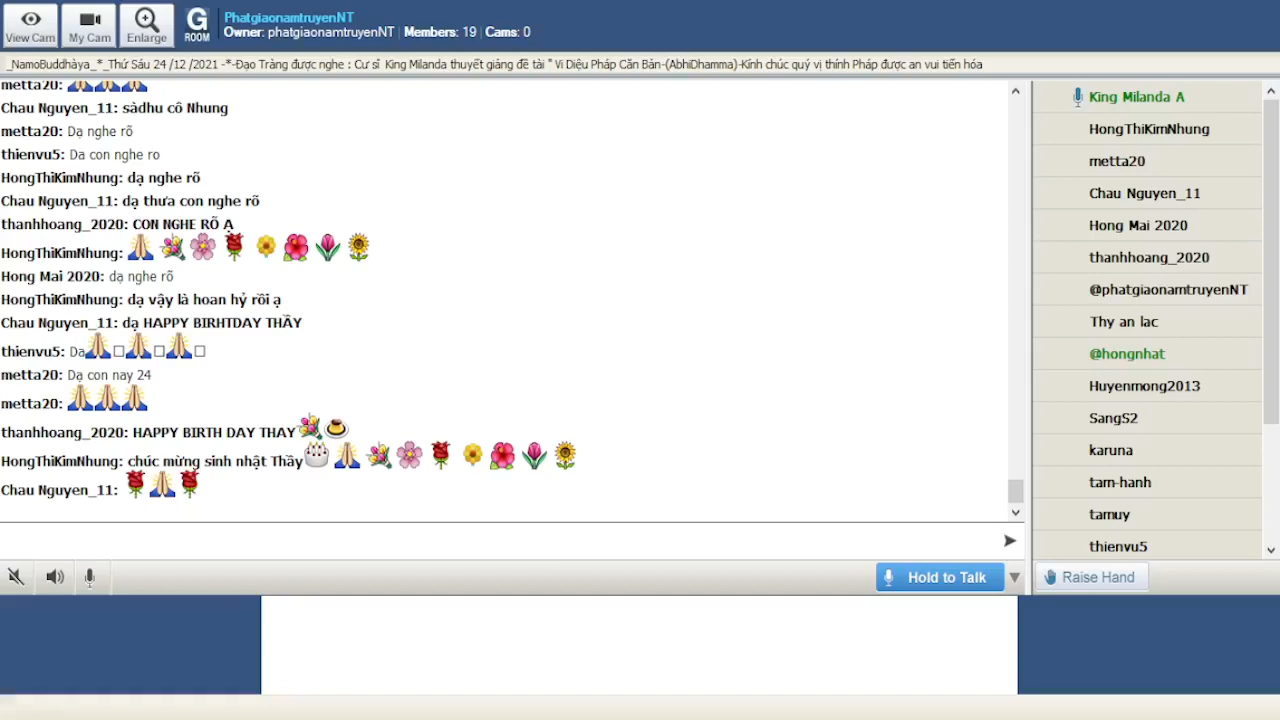 View Cam
My Cam
Enlarge
G
ROOM
PhatgiaonamtruyenNT
Owner: phatgiaonamtruyenNT | Members: 19 | Cams: 0
_NamoBuddhàya_*_Thứ Sáu 24 /12 /2021 -*-Đạo Tràng được nghe : Cư sĩ King Milanda thuyết giảng đề tài " Vi Diệu Pháp Căn Bản-(AbhiDhamma)-Kính chúc quý vị thính Pháp được an vui tiến hóa
metta20: 🙏🙏🙏
Chau Nguyen_11: sàdhu cô Nhung
metta20: Dạ nghe rõ
thienvu5: Da con nghe ro
HongThiKimNhung: dạ nghe rõ
Chau Nguyen_11: dạ thưa con nghe rõ
thanhhoang_2020: CON NGHE RÕ Ạ
HongThiKimNhung: 🙏💐🌸🌹🌼🌺🌷🌻
Hong Mai 2020: dạ nghe rõ
HongThiKimNhung: dạ vậy là hoan hỷ rồi ạ
Chau Nguyen_11: dạ HAPPY BIRHTDAY THẦY
thienvu5: Da🙏□🙏□🙏□
metta20: Dạ con nay 24
metta20: 🙏🙏🙏
thanhhoang_2020: HAPPY BIRTH DAY THAY💐🍮
HongThiKimNhung: chúc mừng sinh nhật Thầy🎂🙏💐🌸🌹🌼🌺🌷🌻
Chau Nguyen_11: 🌹🙏🌹
Hold to Talk
King Milanda A
HongThiKimNhung
metta20
Chau Nguyen_11
Hong Mai 2020
thanhhoang_2020
@phatgiaonamtruyenNT
Thy an lac
@hongnhat
Huyenmong2013
SangS2
karuna
tam-hanh
tamuy
thienvu5
Raise Hand